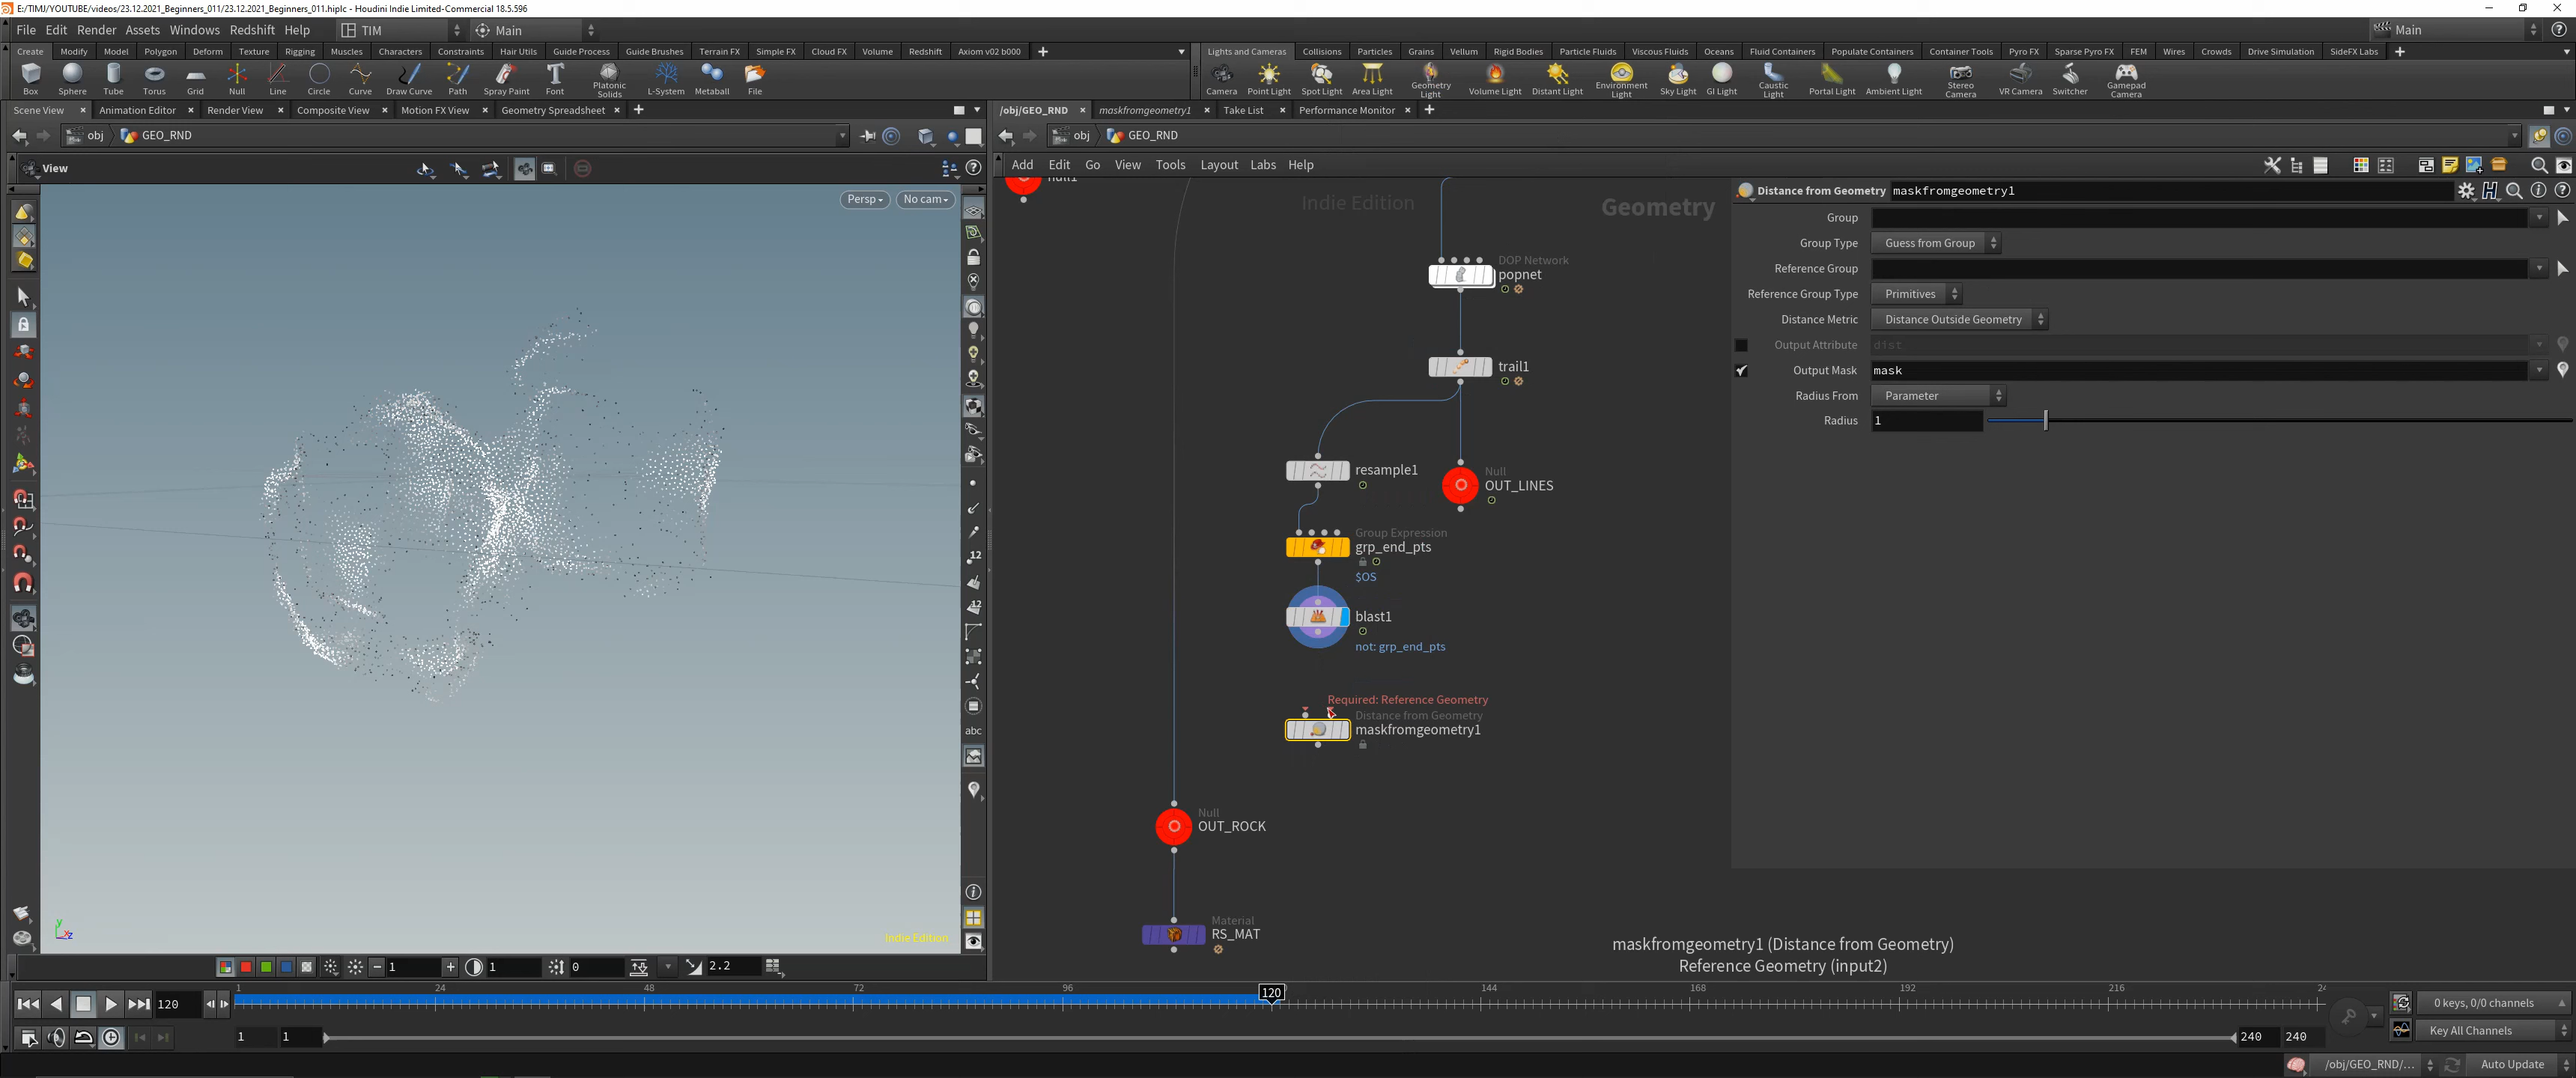 E:/TIMJ/YOUTUBE/videos/23.12.2021_Beginners_011/23.12.2021_Beginners_011.hiplc - Houdini Indie Limited-Commercial 18.5.596
File Edit Render Assets Windows Redshift Help TIM Main Main
Create Modify Model Polygon Deform Texture Rigging Muscles Characters Constraints Hair Utils Guide Process Guide Brushes Terrain FX Simple FX Cloud FX Volume Redshift Axiom v02 b000
Lights and Cameras Collisions Particles Grains Vellum Rigid Bodies Particle Fluids Viscous Fluids Oceans Fluid Containers Populate Containers Container Tools Pyro FX Sparse Pyro FX FEM Wires Crowds Drive Simulation SideFX Labs
Box Sphere Tube Torus Grid Null Line Circle Curve Draw Curve Path Spray Paint Font Platonic Solids L-System Metaball File
Camera Point Light Spot Light Area Light Geometry Light Volume Light Distant Light Environment Light Sky Light GI Light Caustic Light Portal Light Ambient Light Stereo Camera VR Camera Switcher Gamepad Camera
Scene View Animation Editor Render View Composite View Motion FX View Geometry Spreadsheet
/obj/GEO_RND maskfromgeometry1 Take List Performance Monitor
obj GEO_RND
obj GEO_RND
View
Add Edit Go View Tools Layout Labs Help
Persp No cam
null1
Indie Edition
Geometry
DOP Network
popnet
trail1
resample1
Null
OUT_LINES
Group Expression
grp_end_pts
$OS
blast1
not: grp_end_pts
Required: Reference Geometry
Distance from Geometry
maskfromgeometry1
Null
OUT_ROCK
Material
RS_MAT
maskfromgeometry1 (Distance from Geometry)
Reference Geometry (input2)
Distance from Geometry maskfromgeometry1
Group
Group Type Guess from Group
Reference Group
Reference Group Type Primitives
Distance Metric Distance Outside Geometry
Output Attribute dist
Output Mask mask
Radius From Parameter
Radius 1
12
12
abc
y
x
z
Indie Edition
1 1 0 2.2
120 1 24 48 72 96 120 144 168 192 216 24
1 1 240 240
0 keys, 0/0 channels
Key All Channels
/obj/GEO_RND/... Auto Update